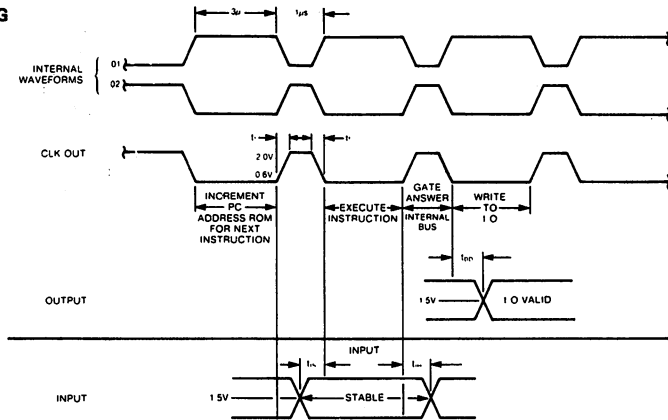 G
3μ
1μs
INTERNAL
WAVEFORMS
01
02
CLK OUT
2.0V
0.6V
INCREMENT
PC
ADDRESS ROM
FOR NEXT
INSTRUCTION
EXECUTE
INSTRUCTION
GATE
ANSWER
INTERNAL
BUS
WRITE
TO
I O
OUTPUT
1 5V
I O VALID
INPUT
INPUT
1 5V
STABLE